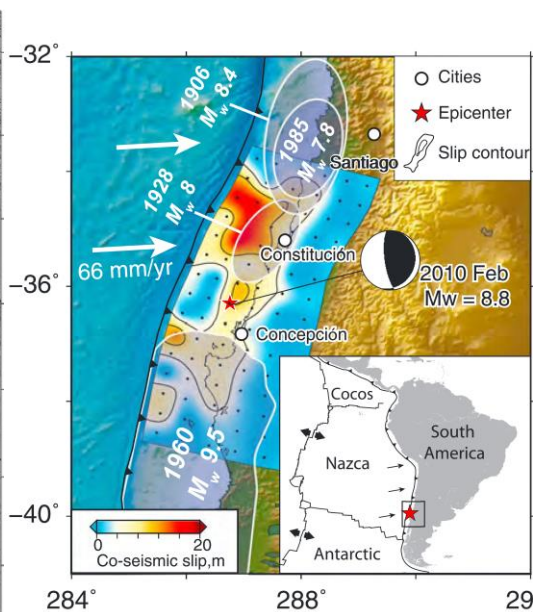 −32°
−36°
−40°
284°
288°
29
Cities
Epicenter
Slip contour
1906
Mw 8.4
1985
Mw 7.8
Santiago
1928
Mw 8
Constitución
66 mm/yr
2010 Feb
Mw = 8.8
Concepción
1960
Mw 9.5
Cocos
South
America
Nazca
Antarctic
0 20
Co-seismic slip,m